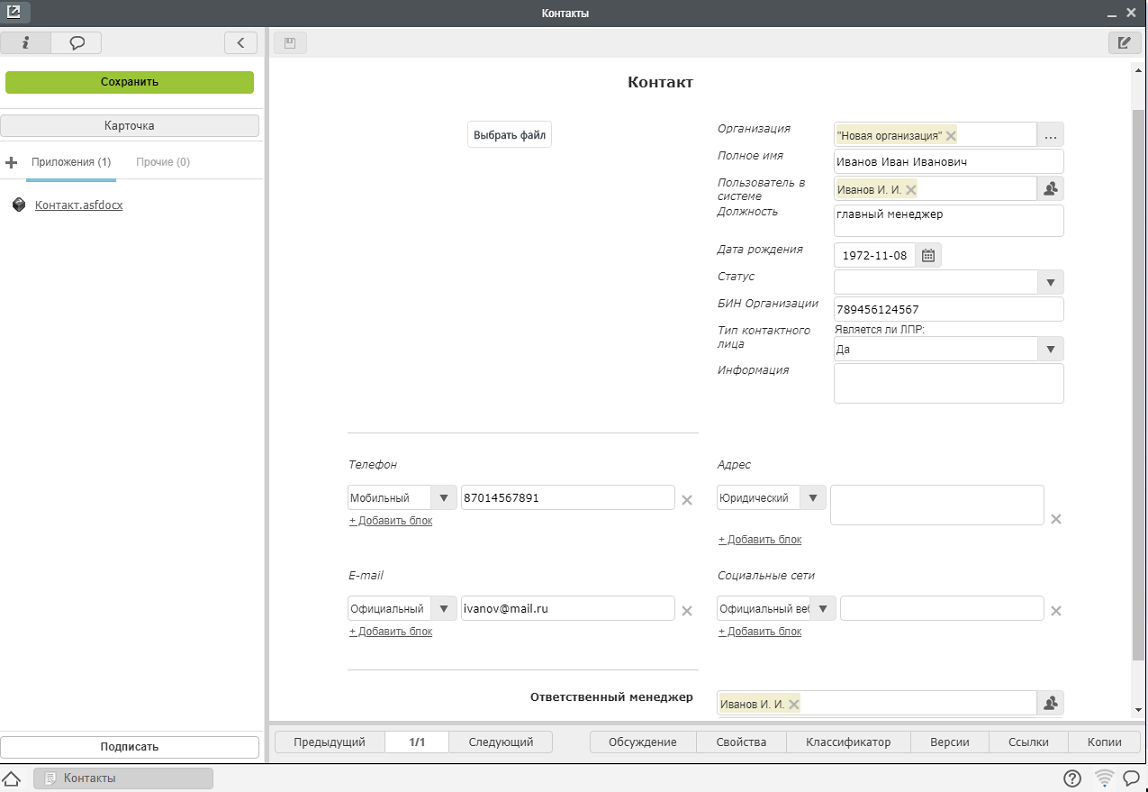 Контакты
Сохранить
Карточка
Приложения (1) Прочие (0)
Контакт.asfdocx
Подписать
Контакт
Выбрать файл
Организация "Новая организация" ...
Полное имя Иванов Иван Иванович
Пользователь в
системе
Иванов И. И.
Должность главный менеджер
Дата рождения 1972-11-08
Статус
БИН Организации 789456124567
Тип контактного
лица
Является ли ЛПР:
Да
Информация
Телефон
Мобильный 87014567891
+ Добавить блок
Адрес
Юридический
+ Добавить блок
E-mail
Официальный ivanov@mail.ru
+ Добавить блок
Социальные сети
Официальный веб
+ Добавить блок
Ответственный менеджер Иванов И. И.
Предыдущий 1/1 Следующий Обсуждение Свойства Классификатор Версии Ссылки Копии
Контакты